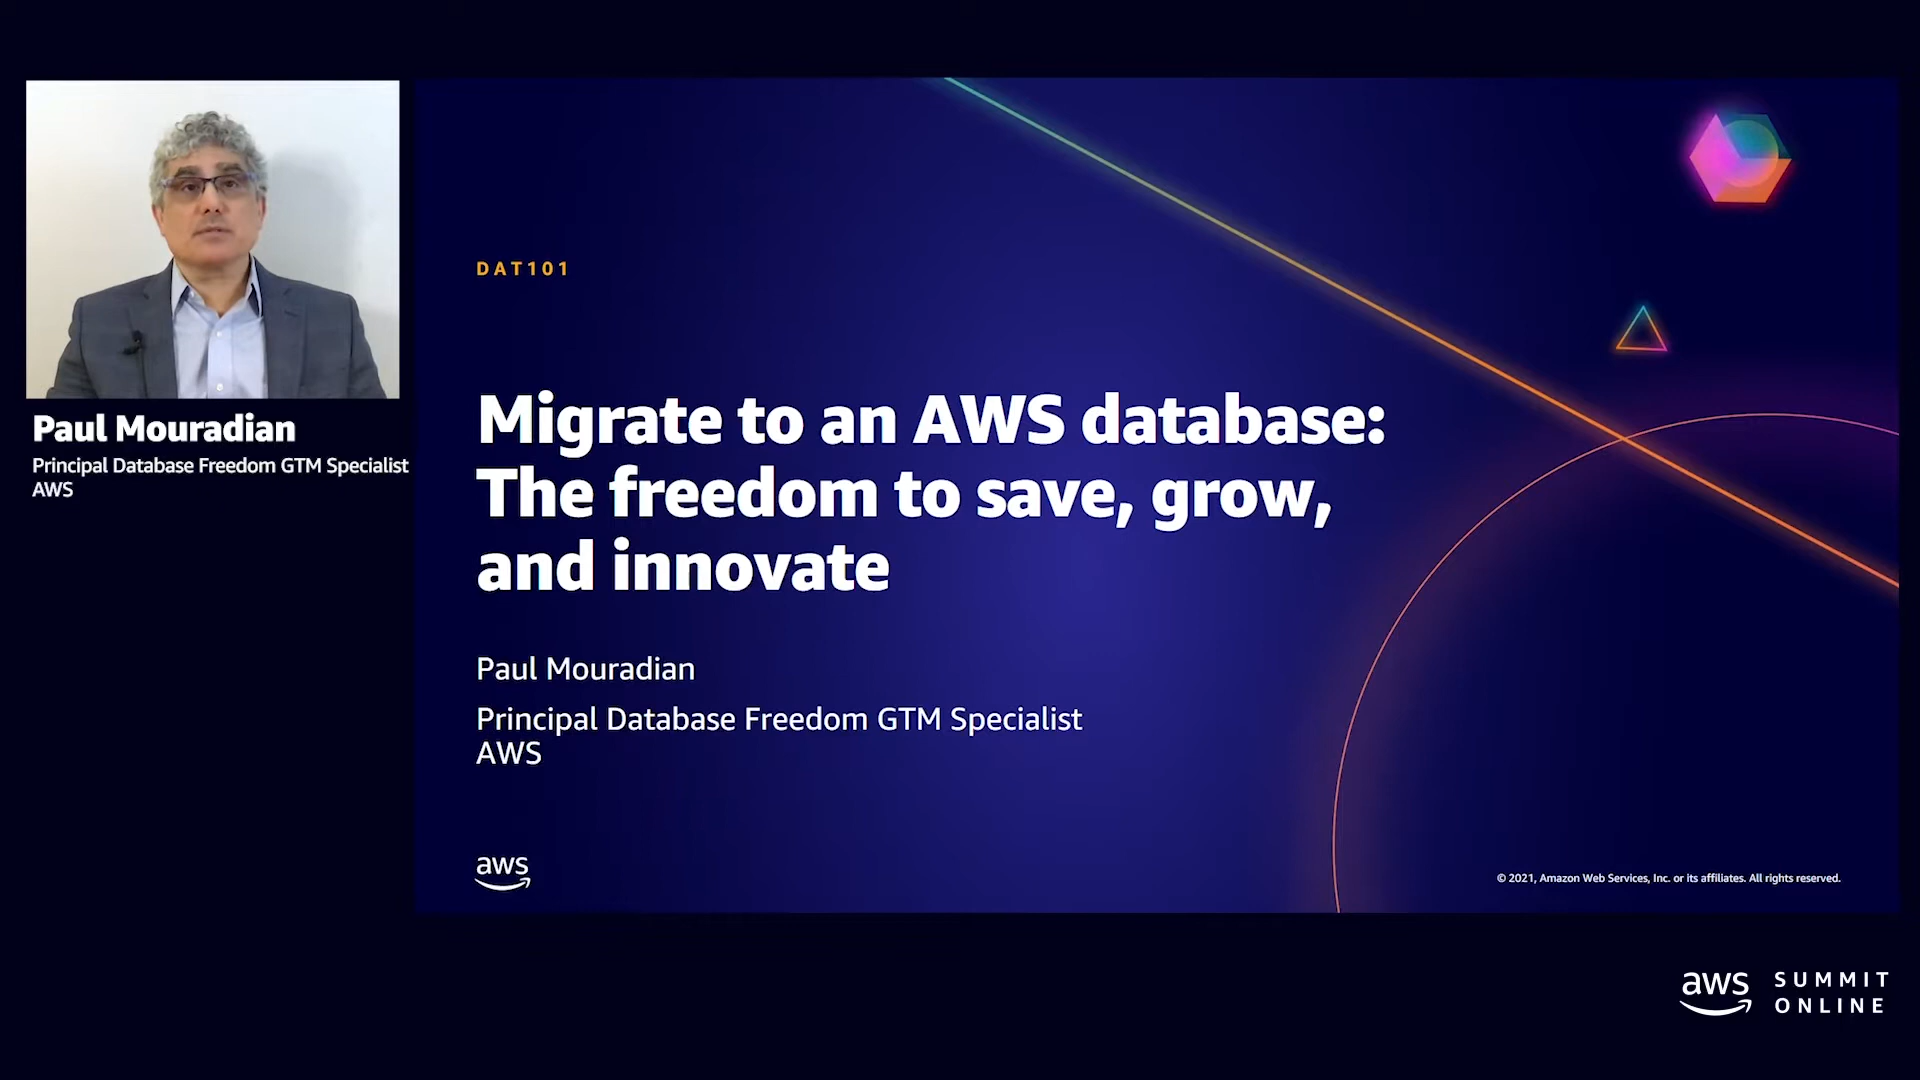 Paul Mouradian
Principal Database Freedom GTM Specialist
AWS
DAT101
Migrate to an AWS database:
The freedom to save, grow,
and innovate
Paul Mouradian
Principal Database Freedom GTM Specialist
AWS
aws
© 2021, Amazon Web Services, Inc. or its affiliates. All rights reserved.
aws SUMMIT
ONLINE